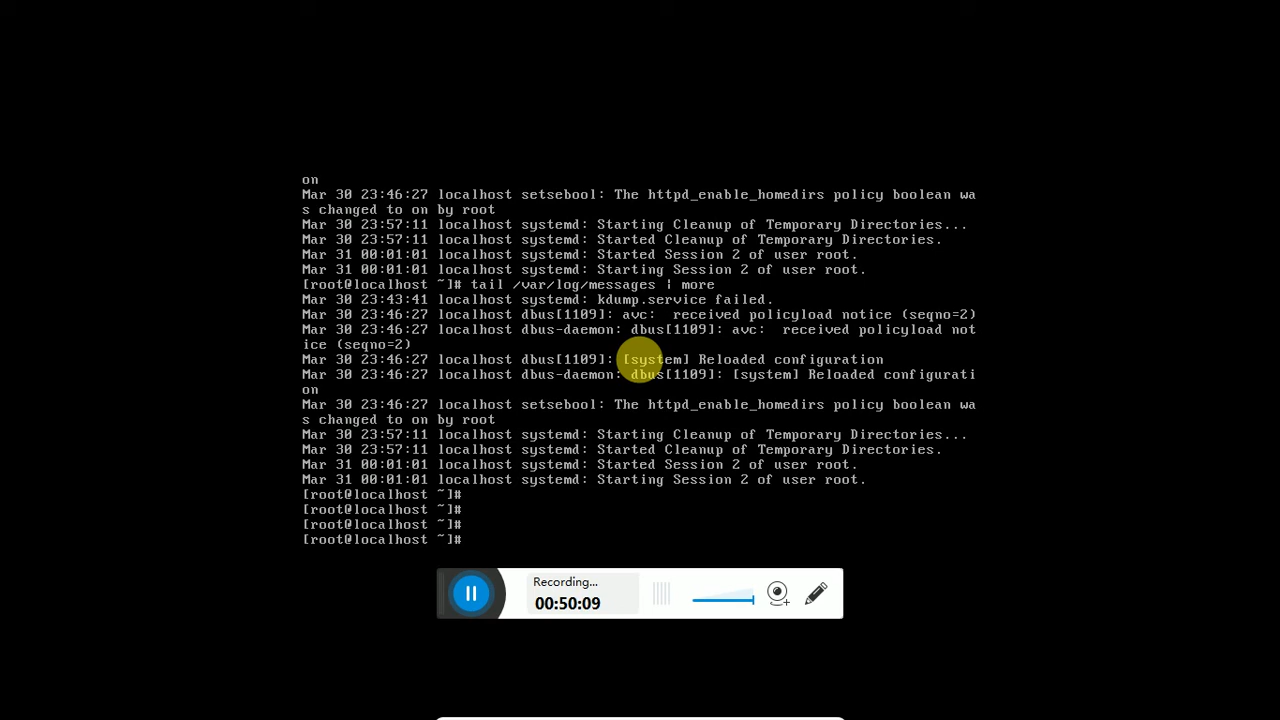 on
Mar 30 23:46:27 localhost setsebool: The httpd_enable_homedirs policy boolean wa
s changed to on by root
Mar 30 23:57:11 localhost systemd: Starting Cleanup of Temporary Directories...
Mar 30 23:57:11 localhost systemd: Started Cleanup of Temporary Directories.
Mar 31 00:01:01 localhost systemd: Started Session 2 of user root.
Mar 31 00:01:01 localhost systemd: Starting Session 2 of user root.
[root@localhost ~]# tail /var/log/messages | more
Mar 30 23:43:41 localhost systemd: kdump.service failed.
Mar 30 23:46:27 localhost dbus[1109]: avc:  received policyload notice (seqno=2)
Mar 30 23:46:27 localhost dbus-daemon: dbus[1109]: avc:  received policyload not
ice (seqno=2)
Mar 30 23:46:27 localhost dbus[1109]: [system] Reloaded configuration
Mar 30 23:46:27 localhost dbus-daemon: dbus[1109]: [system] Reloaded configurati
on
Mar 30 23:46:27 localhost setsebool: The httpd_enable_homedirs policy boolean wa
s changed to on by root
Mar 30 23:57:11 localhost systemd: Starting Cleanup of Temporary Directories...
Mar 30 23:57:11 localhost systemd: Started Cleanup of Temporary Directories.
Mar 31 00:01:01 localhost systemd: Started Session 2 of user root.
Mar 31 00:01:01 localhost systemd: Starting Session 2 of user root.
[root@localhost ~]#
[root@localhost ~]#
[root@localhost ~]#
[root@localhost ~]#
Recording...
00:50:09